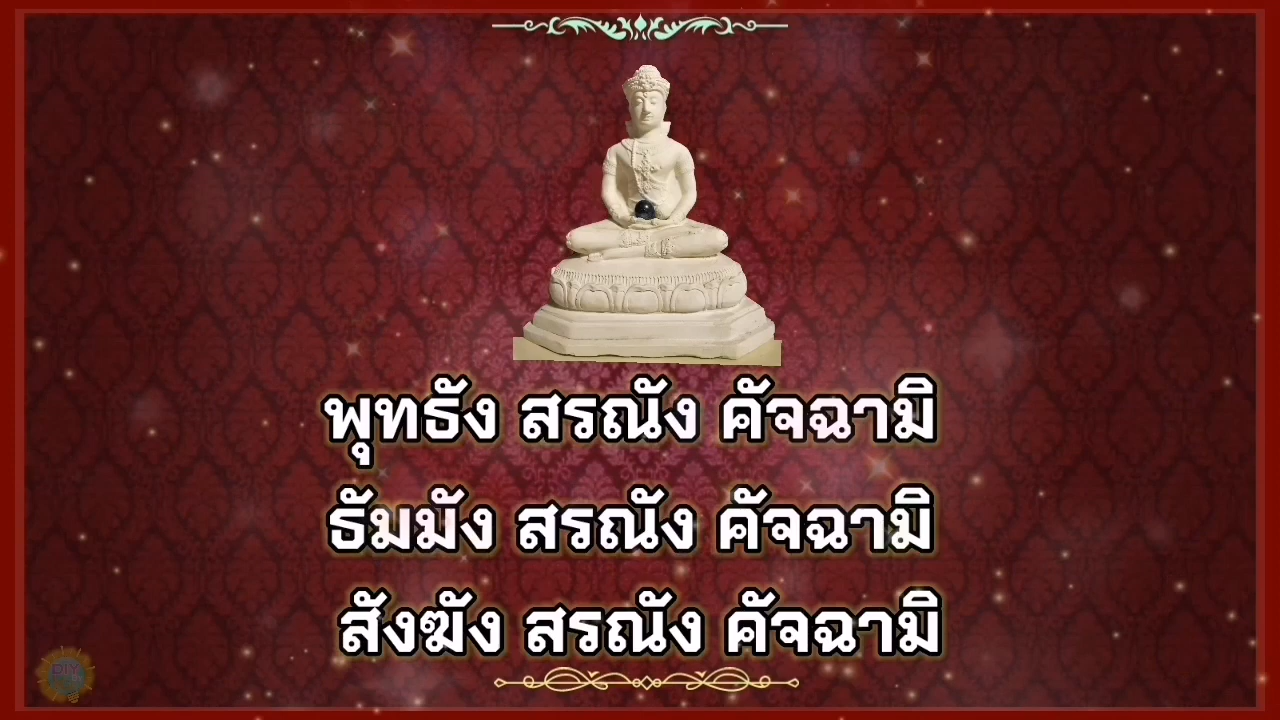 พุทธัง สรณัง คัจฉามิ
ธัมมัง สรณัง คัจฉามิ
สังฆัง สรณัง คัจฉามิ
DIY